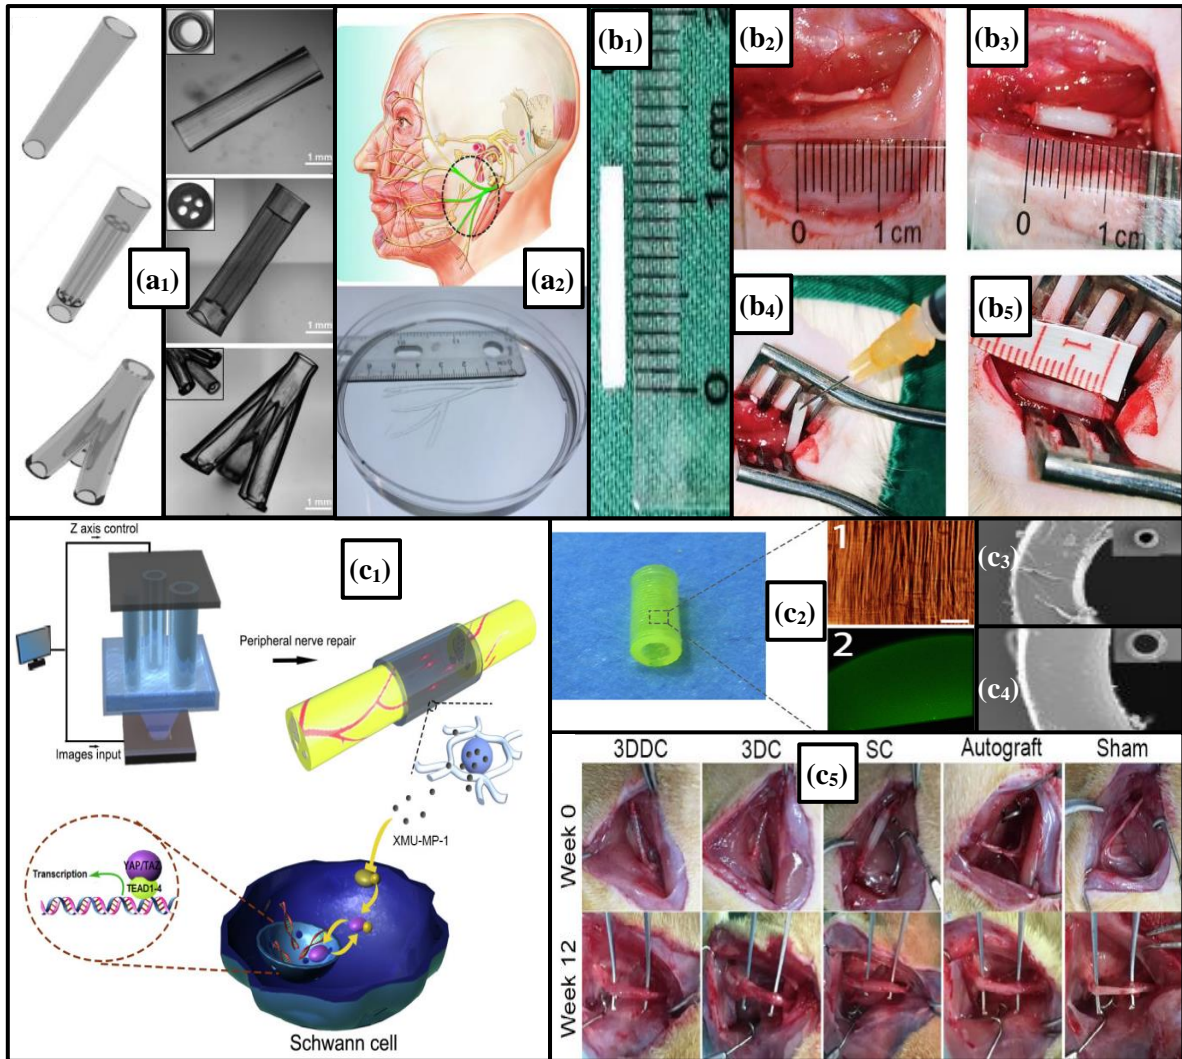 (a₁)
1 mm
1 mm
1 mm
(a₂)
(b₁)
1 cm
0
(b₂)
0 1 cm
(b₃)
0 1 cm
(b₄)
(b₅)
1
Z axis control
(c₁)
Peripheral nerve repair
Images input
XMU-MP-1
YAP/TAZ
Transcription
TEAD1-4
Schwann cell
(c₂)
1
2
(c₃)
(c₄)
3DDC 3DC SC Autograft Sham
(c₅)
Week 0
Week 12